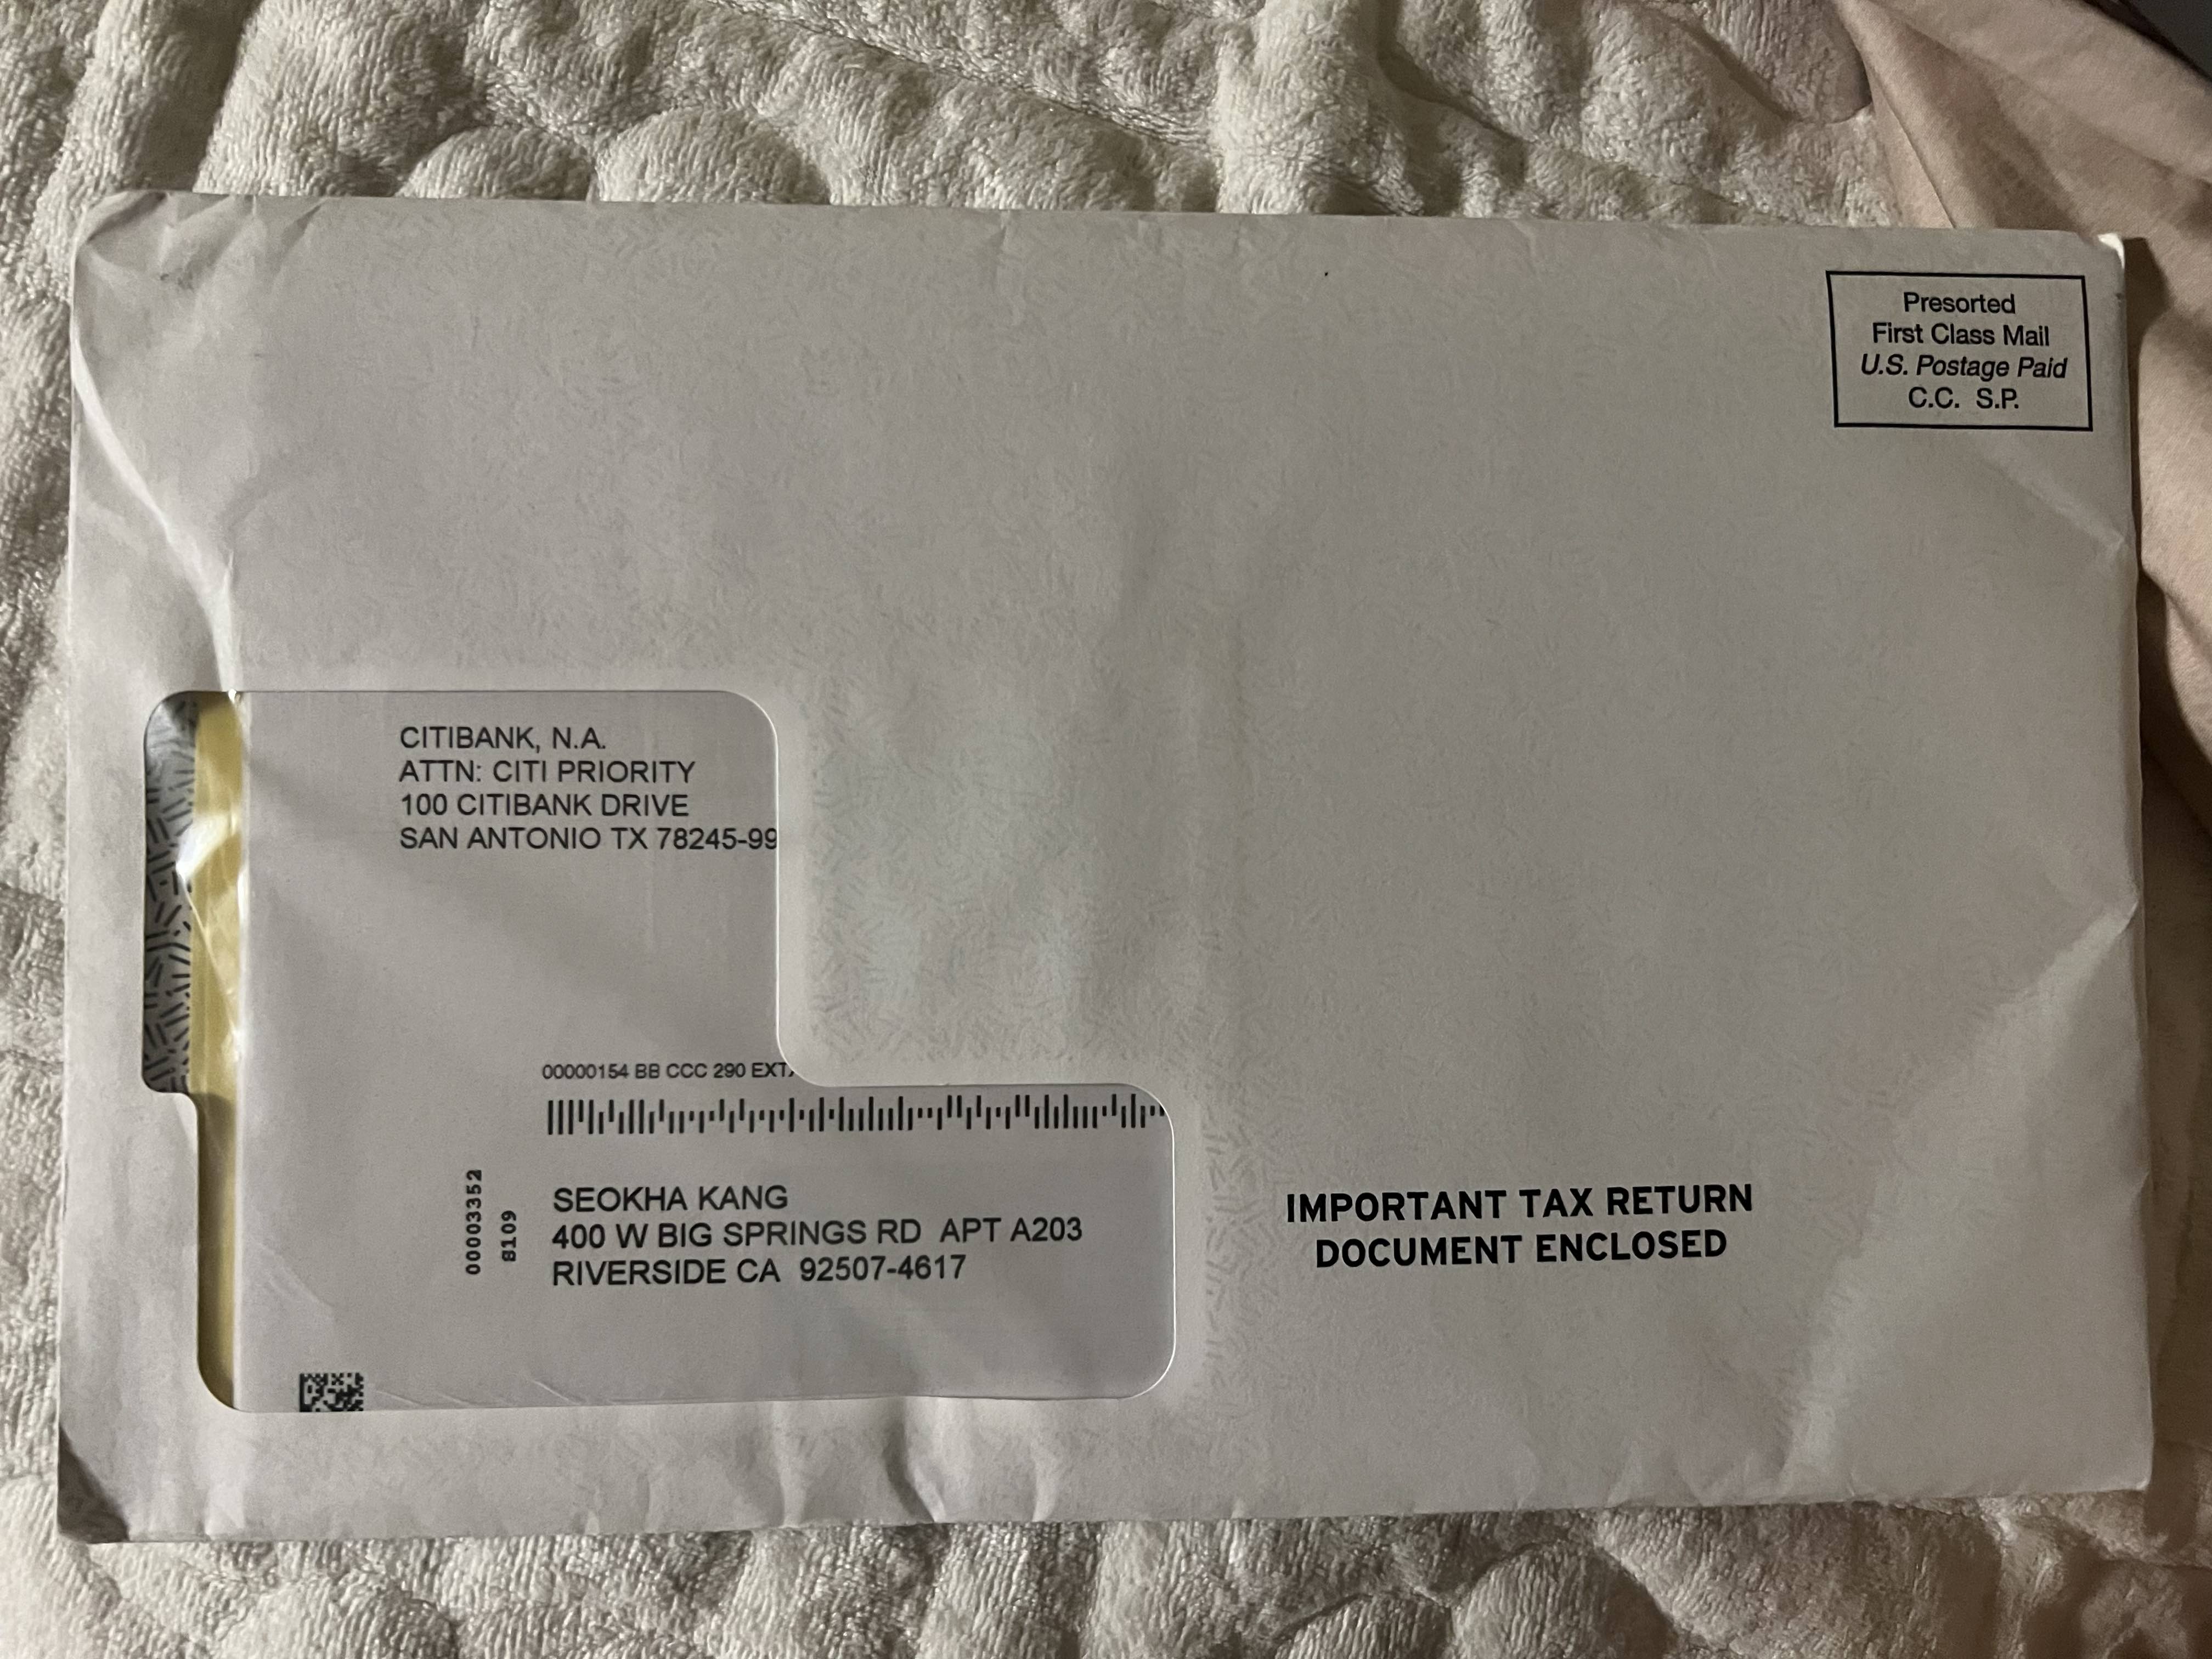 Presorted
First Class Mail
U.S. Postage Paid
C.C. S.P.
CITIBANK, N.A.
ATTN: CITI PRIORITY
100 CITIBANK DRIVE
SAN ANTONIO TX 78245-99
00000154 BB CCC 290
00003352
8109
SEOKHA KANG
400 W BIG SPRINGS RD APT A203
RIVERSIDE CA 92507-4617
IMPORTANT TAX RETURN
DOCUMENT ENCLOSED